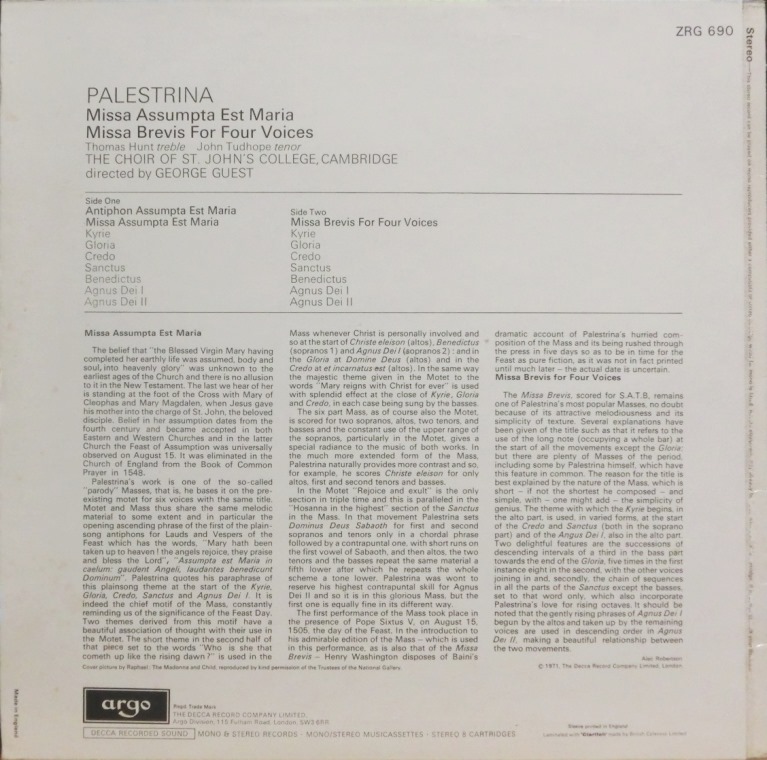 ZRG 690
PALESTRINA
Missa Assumpta Est Maria
Missa Brevis For Four Voices
Thomas Hunt treble John Tudhope tenor
THE CHOIR OF ST. JOHN'S COLLEGE, CAMBRIDGE
directed by GEORGE GUEST
Side One
Antiphon Assumpta Est Maria
Missa Assumpta Est Maria
Kyrie
Gloria
Credo
Sanctus
Benedictus
Agnus Dei I
Agnus Dei II
Side Two
Missa Brevis For Four Voices
Kyrie
Gloria
Credo
Sanctus
Benedictus
Agnus Dei I
Agnus Dei II
Missa Assumpta Est Maria
The belief that "the Blessed Virgin Mary having
completed her earthly life was assumed, body and
soul, into heavenly glory" was unknown to the
earliest ages of the Church and there is no allusion
to it in the New Testament. The last we hear of her
is standing at the foot of the Cross with Mary of
Cleophas and Mary Magdalen, when Jesus gave
his mother into the charge of St. John, the beloved
disciple. Belief in her assumption dates from the
fourth century and became accepted in both
Eastern and Western Churches and in the latter
Church the Feast of Assumption was universally
observed on August 15. It was eliminated in the
Church of England from the Book of Common
Prayer in 1548.
Palestrina's work is one of the so-called
"parody" Masses, that is, he bases it on the pre-
existing motet for six voices with the same title.
Motet and Mass thus share the same melodic
material to some extent and in particular the
opening ascending phrase of the first of the plain-
song antiphons for Lauds and Vespers of the
Feast which has the words, "Mary hath been
taken up to heaven! the angels rejoice, they praise
and bless the Lord", "Assumpta est Maria in
caelum: gaudent Angeli, laudantes benedicunt
Dominum". Palestrina quotes his paraphrase of
this plainsong theme at the start of the Kyrie,
Gloria, Credo, Sanctus and Agnus Dei I. It is
indeed the chief motif of the Mass, constantly
reminding us of the significance of the Feast Day.
Two themes derived from this motif have a
beautiful association of thought with their use in
the Motet. The short theme in the second half of
that piece set to the words "Who is she that
cometh up like the rising dawn?" is used in the
Mass whenever Christ is personally involved and
so at the start of Christe eleison (altos), Benedictus
(sopranos 1) and Agnus Dei I (sopranos 2): and in
the Gloria at Domine Deus (altos) and in the
Credo at et incarnatus est (altos). In the same way
the majestic theme given in the Motet to the
words "Mary reigns with Christ for ever" is used
with splendid effect at the close of Kyrie, Gloria
and Credo, in each case being sung by the basses.
The six part Mass, as of course also the Motet,
is scored for two sopranos, altos, two tenors, and
basses and the constant use of the upper range of
the sopranos, particularly in the Motet, gives a
special radiance to the music of both works. In
the much more extended form of the Mass,
Palestrina naturally provides more contrast and so,
for example, he scores Christe eleison for only
altos, first and second tenors and basses.
In the Motet "Rejoice and exult" is the only
section in triple time and this is paralleled in the
"Hosanna in the highest" section of the Sanctus
in the Mass. In that movement Palestrina sets
Dominus Deus Sabaoth for first and second
sopranos and tenors only in a chordal phrase
followed by a contrapuntal one, with short runs on
the first vowel of Sabaoth, and then altos, the two
tenors and the basses repeat the same material a
fifth lower after which he repeats the whole
scheme a tone lower. Palestrina was wont to
reserve his highest contrapuntal skill for Agnus
Dei II and so it is in this glorious Mass, but the
first one is equally fine in its different way.
The first performance of the Mass took place in
the presence of Pope Sixtus V, on August 15,
1505, the day of the Feast. In the introduction to
his admirable edition of the Mass – which is used
in this performance, as is also that of the Missa
Brevis – Henry Washington disposes of Baini's
dramatic account of Palestrina's hurried com-
position of the Mass and its being rushed through
the press in five days so as to be in time for the
Feast as pure fiction, as it was not in fact printed
until much later – the actual date is uncertain.
Missa Brevis for Four Voices
The Missa Brevis, scored for S.A.T.B, remains
one of Palestrina's most popular Masses, no doubt
because of its attractive melodiousness and its
simplicity of texture. Several explanations have
been given of the title such as that it refers to the
use of the long note (occupying a whole bar) at
the start of all the movements except the Gloria:
but there are plenty of Masses of the period,
including some by Palestrina himself, which have
this feature in common. The reason for the title is
best explained by the nature of the Mass, which is
short – if not the shortest he composed – and
simple, with – one might add – the simplicity of
genius. The theme with which the Kyrie begins, in
the alto part, is used, in varied forms, at the start
of the Credo and Sanctus (both in the soprano
part) and of the Angus Dei I, also in the alto part.
Two delightful features are the successions of
descending intervals of a third in the bass part
towards the end of the Gloria, five times in the first
instance eight in the second, with the other voices
joining in and, secondly, the chain of sequences
in all the parts of the Sanctus except the basses,
set to that word only, which also incorporate
Palestrina's love for rising octaves. It should be
noted that the gently rising phrases of Agnus Dei I
begun by the altos and taken up by the remaining
voices are used in descending order in Agnus
Dei II, making a beautiful relationship between
the two movements.
Alec Robertson
Cover picture by Raphael: The Madonna and Child, reproduced by kind permission of the Trustees of the National Gallery.
© 1971, The Decca Record Company Limited, London.
argo
Regd. Trade Mark
THE DECCA RECORD COMPANY LIMITED,
Argo Division, 115 Fulham Road, London, SW3 6RR
DECCA RECORDED SOUND MONO & STEREO RECORDS · MONO/STEREO MUSICASSETTES · STEREO 8 CARTRIDGES
Sleeve printed in England
Laminated with 'Clarifoil' made by British Celanese Limited
Made in England
Stereo